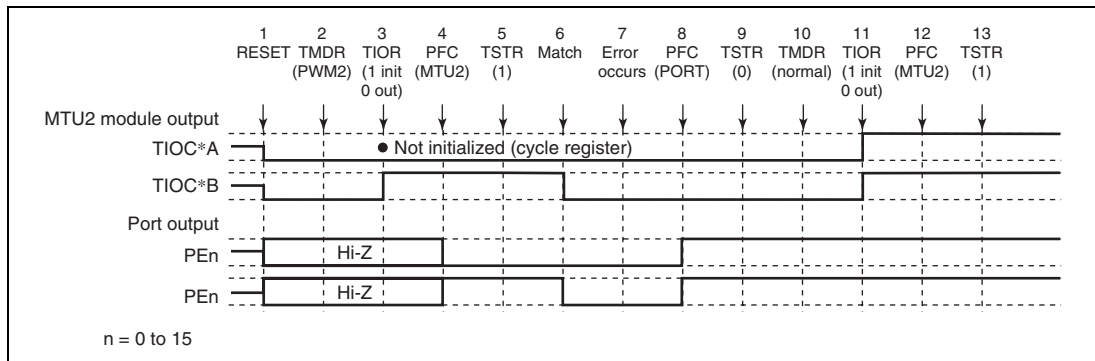 1 2 3 4 5 6 7 8 9 10 11 12 13
RESET TMDR TIOR PFC TSTR Match Error PFC TSTR TMDR TIOR PFC TSTR
(PWM2) (1 init (MTU2) (1) occurs (PORT) (0) (normal) (1 init (MTU2) (1)
0 out) 0 out)
MTU2 module output
TIOC*A ● Not initialized (cycle register)
TIOC*B
Port output
PEn Hi-Z
PEn Hi-Z
n = 0 to 15